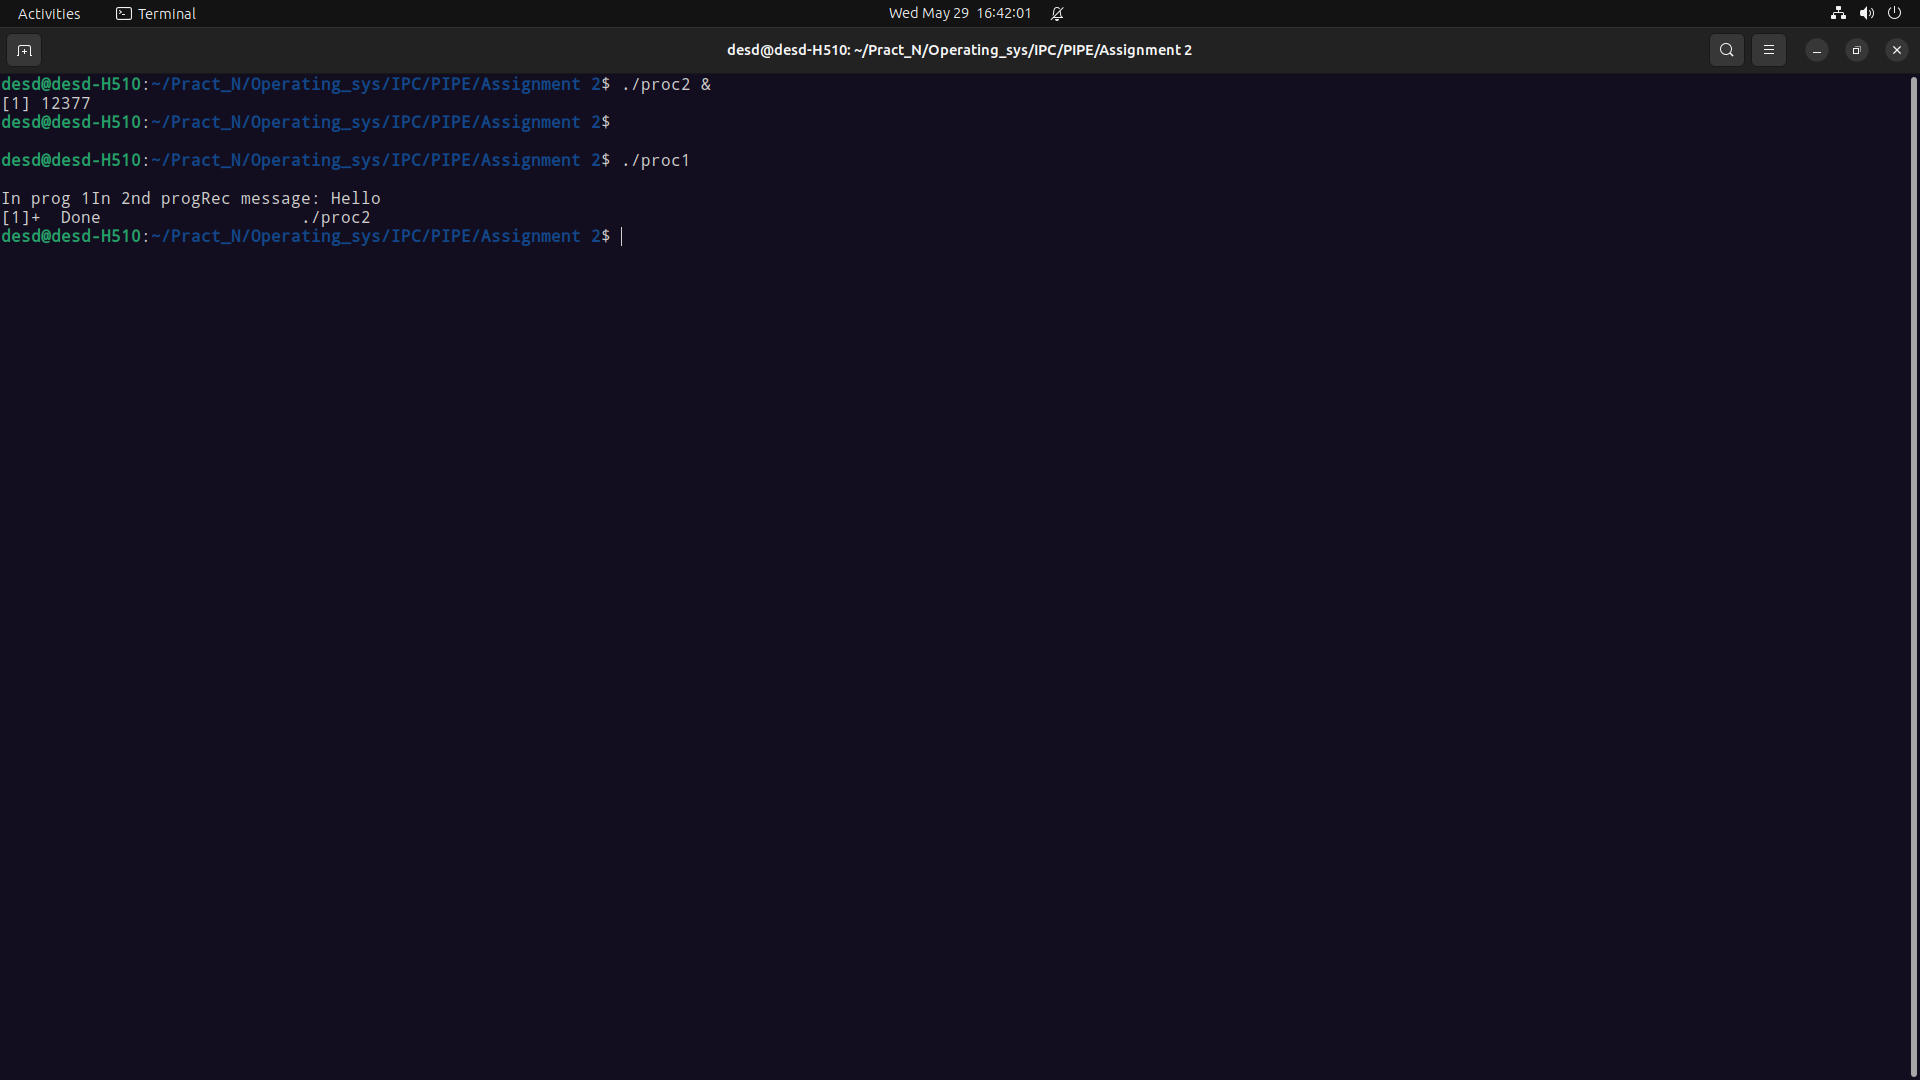 Activities Terminal Wed May 29 16:42:01
desd@desd-H510: ~/Pract_N/Operating_sys/IPC/PIPE/Assignment 2
desd@desd-H510:~/Pract_N/Operating_sys/IPC/PIPE/Assignment 2$ ./proc2 &
[1] 12377
desd@desd-H510:~/Pract_N/Operating_sys/IPC/PIPE/Assignment 2$
desd@desd-H510:~/Pract_N/Operating_sys/IPC/PIPE/Assignment 2$ ./proc1
In prog 1In 2nd progRec message: Hello
[1]+  Done                    ./proc2
desd@desd-H510:~/Pract_N/Operating_sys/IPC/PIPE/Assignment 2$